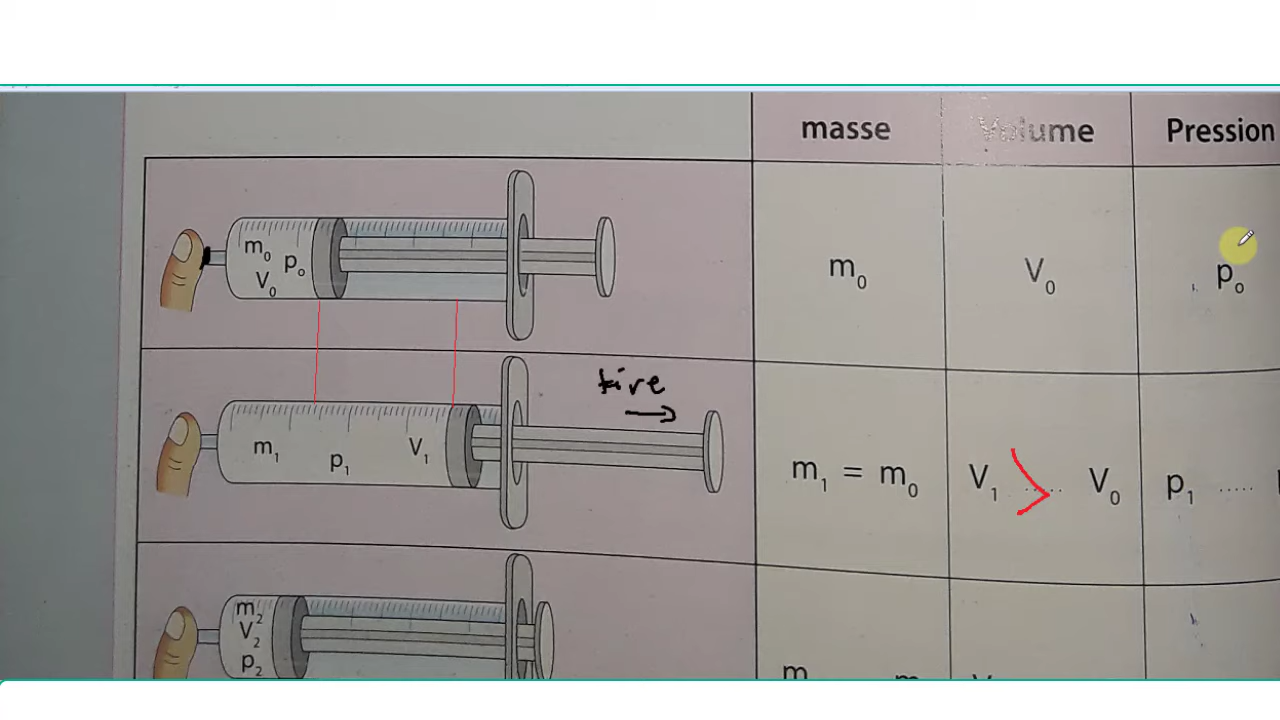 masse Volume Pression
m0 p0
V0
m0 V0 p0
tire
m1 p1 V1
m1 = m0 V1 > V0 p1 .....
m2
V2
p2